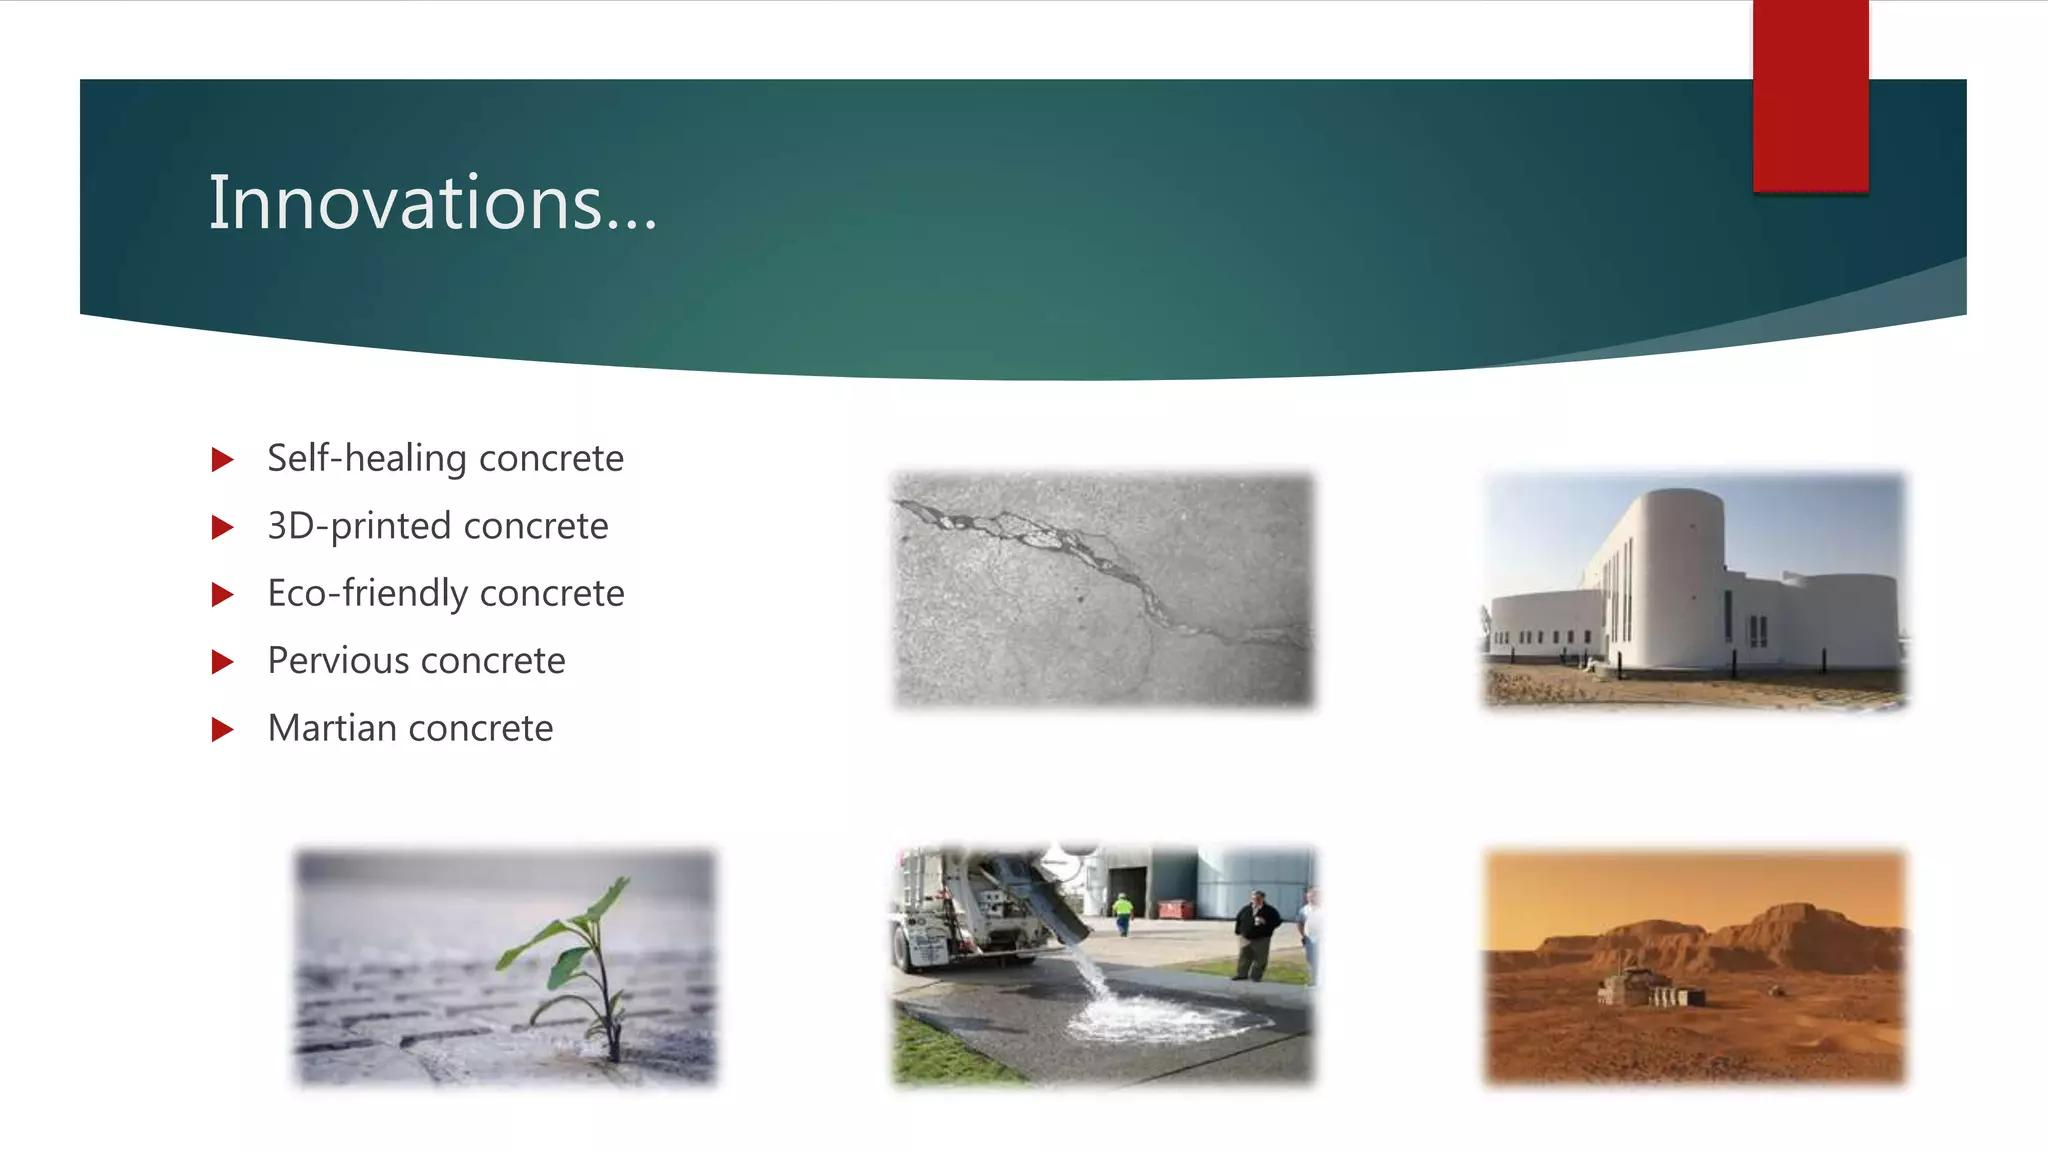 Innovations...
Self-healing concrete
3D-printed concrete
Eco-friendly concrete
Pervious concrete
Martian concrete